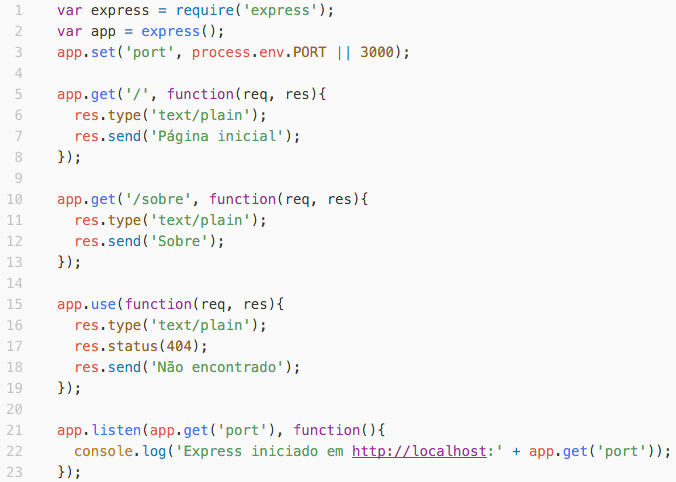 1 var express = require('express');
2 var app = express();
3 app.set('port', process.env.PORT || 3000);
4
5 app.get('/', function(req, res){
6 res.type('text/plain');
7 res.send('Página inicial');
8 });
9
10 app.get('/sobre', function(req, res){
11 res.type('text/plain');
12 res.send('Sobre');
13 });
14
15 app.use(function(req, res){
16 res.type('text/plain');
17 res.status(404);
18 res.send('Não encontrado');
19 });
20
21 app.listen(app.get('port'), function(){
22 console.log('Express iniciado em http://localhost:' + app.get('port'));
23 });